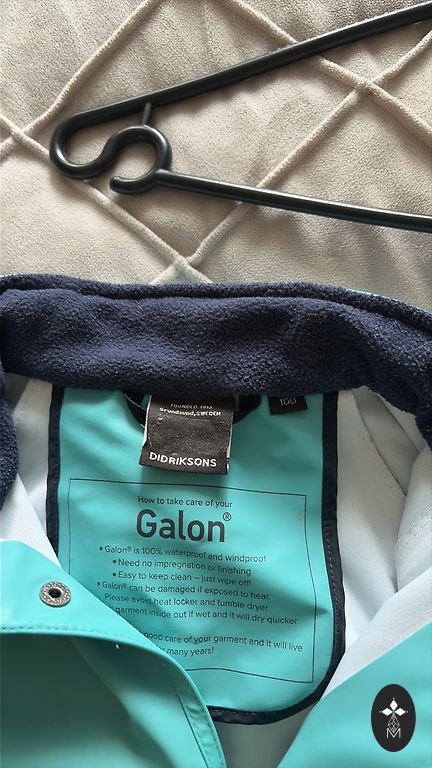 FOUNDED 1913
Grundsund, SWEDEN
DIDRIKSONS
100
How to take care of your
Galon®
• Galon® is 100% waterproof and windproof
• Need no impregnation or finishing
• Easy to keep clean – just wipe off!
• Galon® can be damaged if exposed to heat.
Please avoid heat locker and tumble dryer
garment inside out if wet and it will dry quicker
good care of your garment and it will live
many years!
M